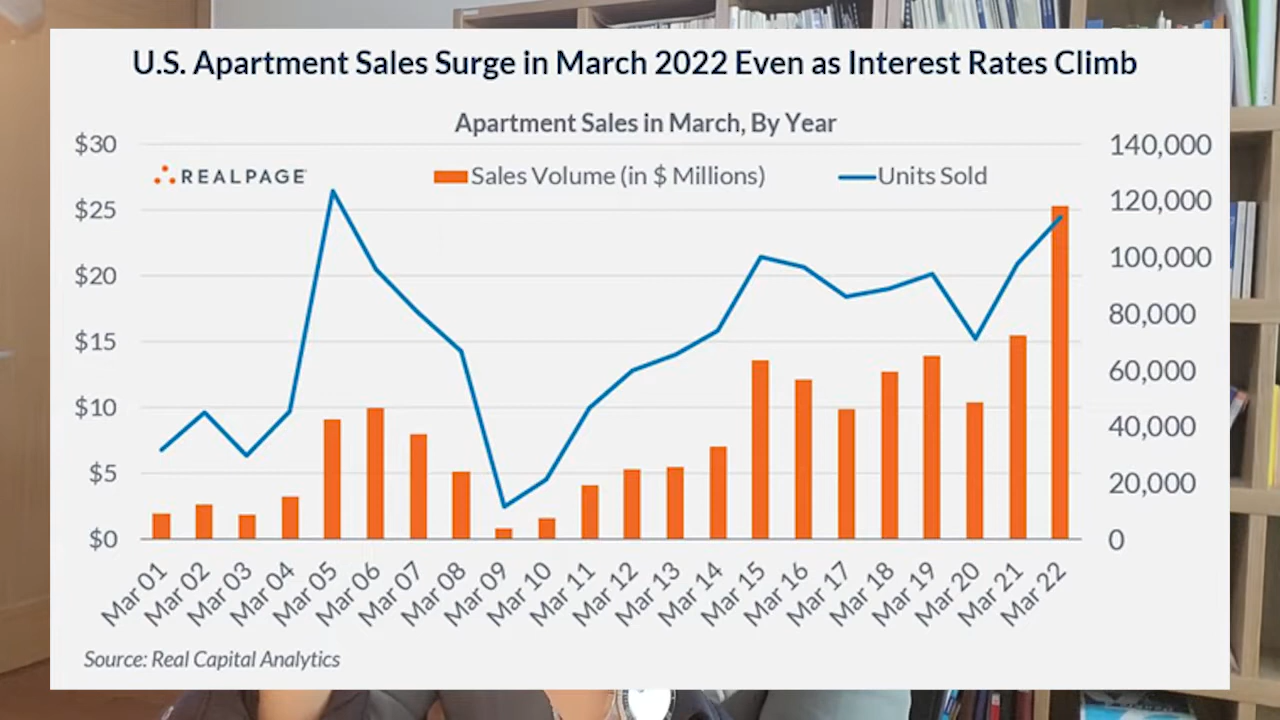 U.S. Apartment Sales Surge in March 2022 Even as Interest Rates Climb
Apartment Sales in March, By Year
REALPAGE
Sales Volume (in $ Millions)
Units Sold
$30
$25
$20
$15
$10
$5
$0
140,000
120,000
100,000
80,000
60,000
40,000
20,000
0
Mar 01
Mar 02
Mar 03
Mar 04
Mar 05
Mar 06
Mar 07
Mar 08
Mar 09
Mar 10
Mar 11
Mar 12
Mar 13
Mar 14
Mar 15
Mar 16
Mar 17
Mar 18
Mar 19
Mar 20
Mar 21
Mar 22
Source: Real Capital Analytics